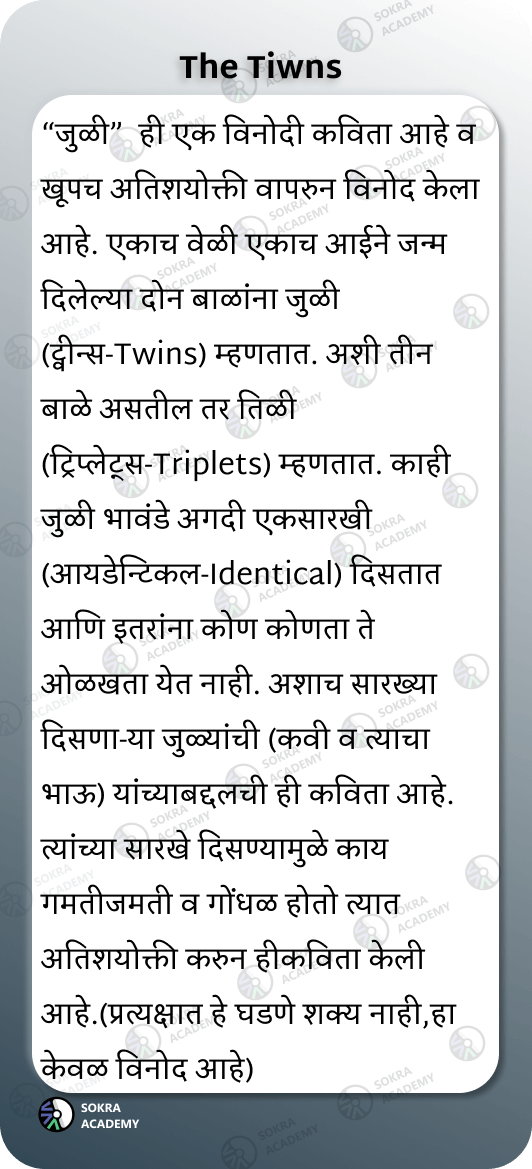 The Tiwns
“जुळी” ही एक विनोदी कविता आहे व
खूपच अतिशयोक्ती वापरुन विनोद केला
आहे. एकाच वेळी एकाच आईने जन्म
दिलेल्या दोन बाळांना जुळी
(ट्वीन्स-Twins) म्हणतात. अशी तीन
बाळे असतील तर तिळी
(ट्रिप्लेट्स-Triplets) म्हणतात. काही
जुळी भावंडे अगदी एकसारखी
(आयडेन्टिकल-Identical) दिसतात
आणि इतरांना कोण कोणता ते
ओळखता येत नाही. अशाच सारख्या
दिसणा-या जुळ्यांची (कवी व त्याचा
भाऊ) यांच्याबद्दलची ही कविता आहे.
त्यांच्या सारखे दिसण्यामुळे काय
गमतीजमती व गोंधळ होतो त्यात
अतिशयोक्ती करुन हीकविता केली
आहे.(प्रत्यक्षात हे घडणे शक्य नाही,हा
केवळ विनोद आहे)
SOKRA
ACADEMY